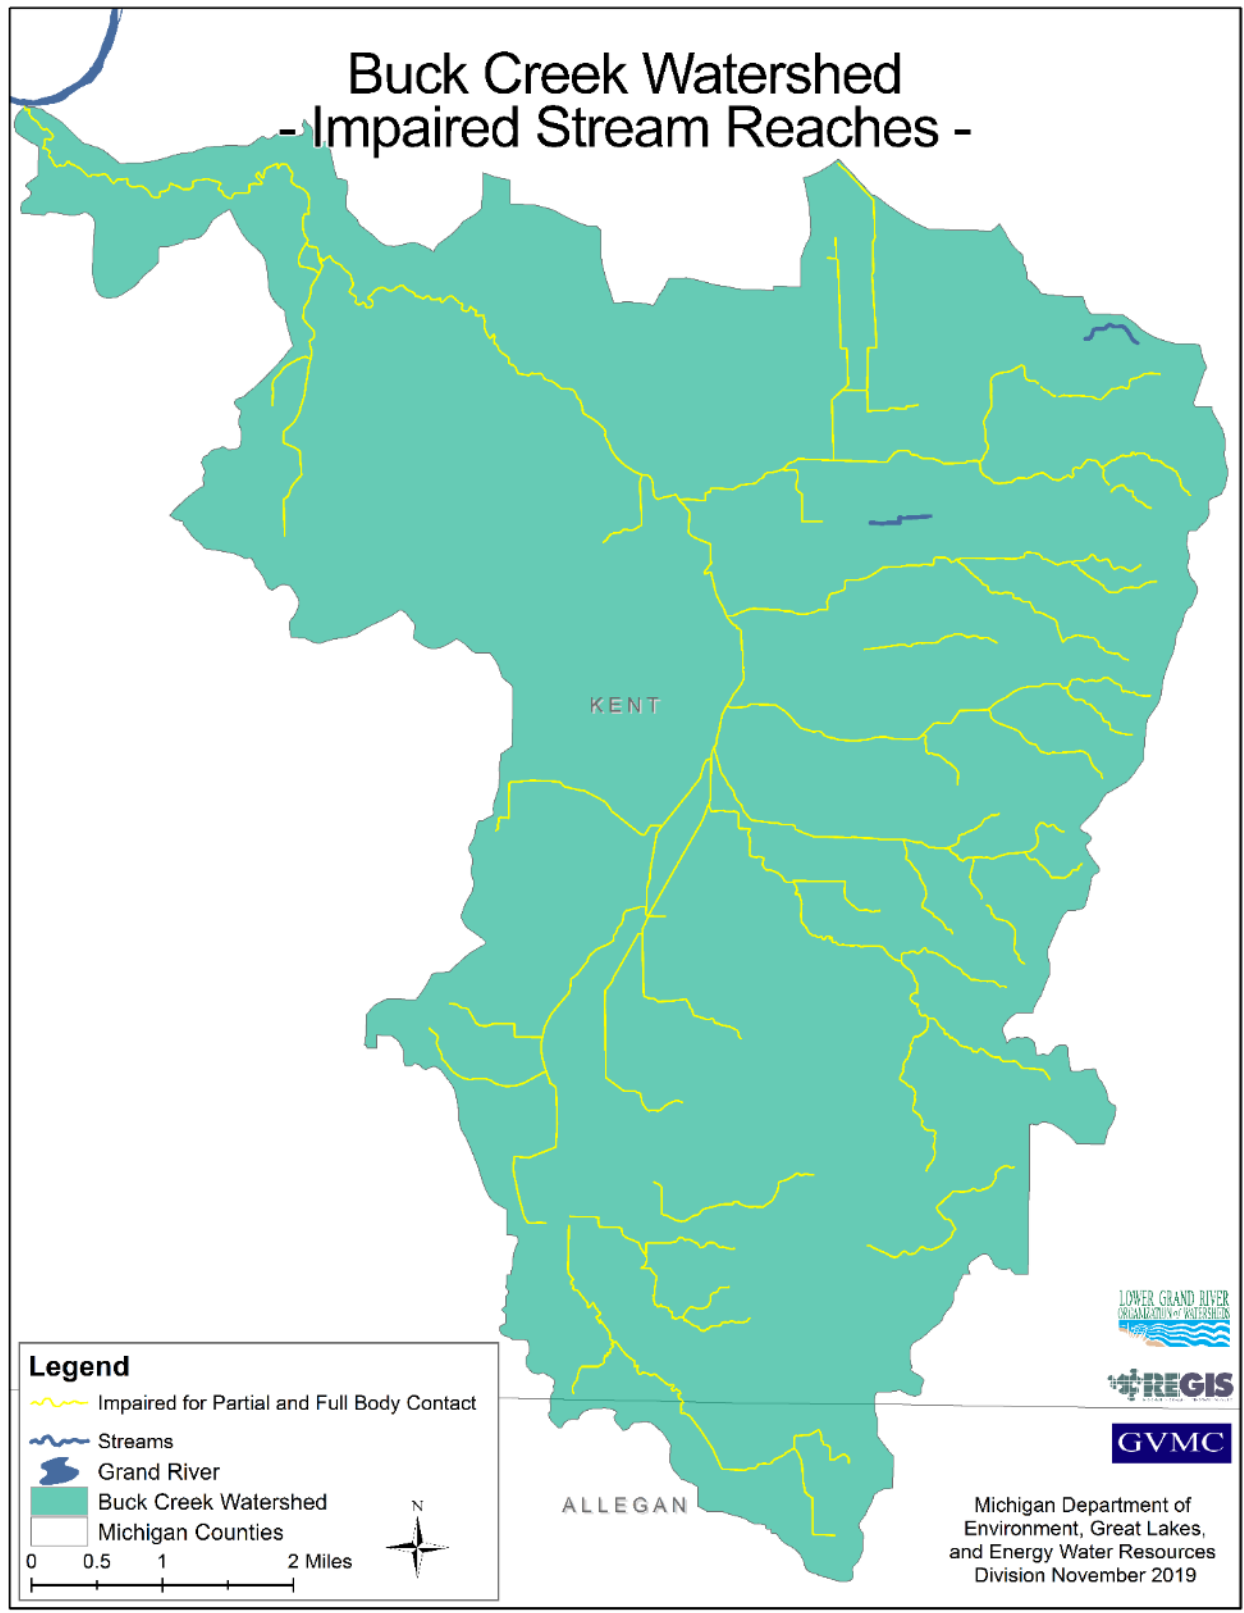 Buck Creek Watershed
- Impaired Stream Reaches -
KENT
LOWER GRAND RIVER
ORGANIZATION of WATERSHEDS
REGIS
Legend
Impaired for Partial and Full Body Contact
Streams
Grand River
Buck Creek Watershed
Michigan Counties
0 0.5 1 2 Miles
N
ALLEGAN
GVMC
Michigan Department of
Environment, Great Lakes,
and Energy Water Resources
Division November 2019